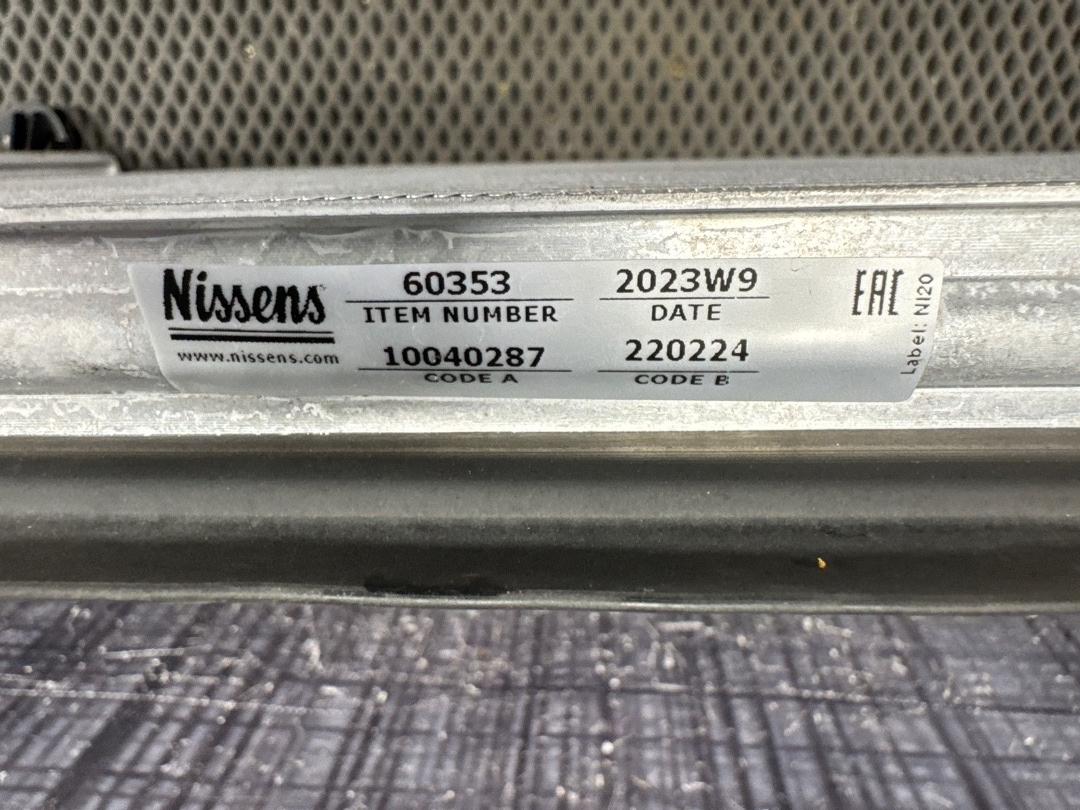 Nissens
www.nissens.com
60353
ITEM NUMBER
10040287
CODE A
2023W9
DATE
220224
CODE B
EAC
Label: NI20